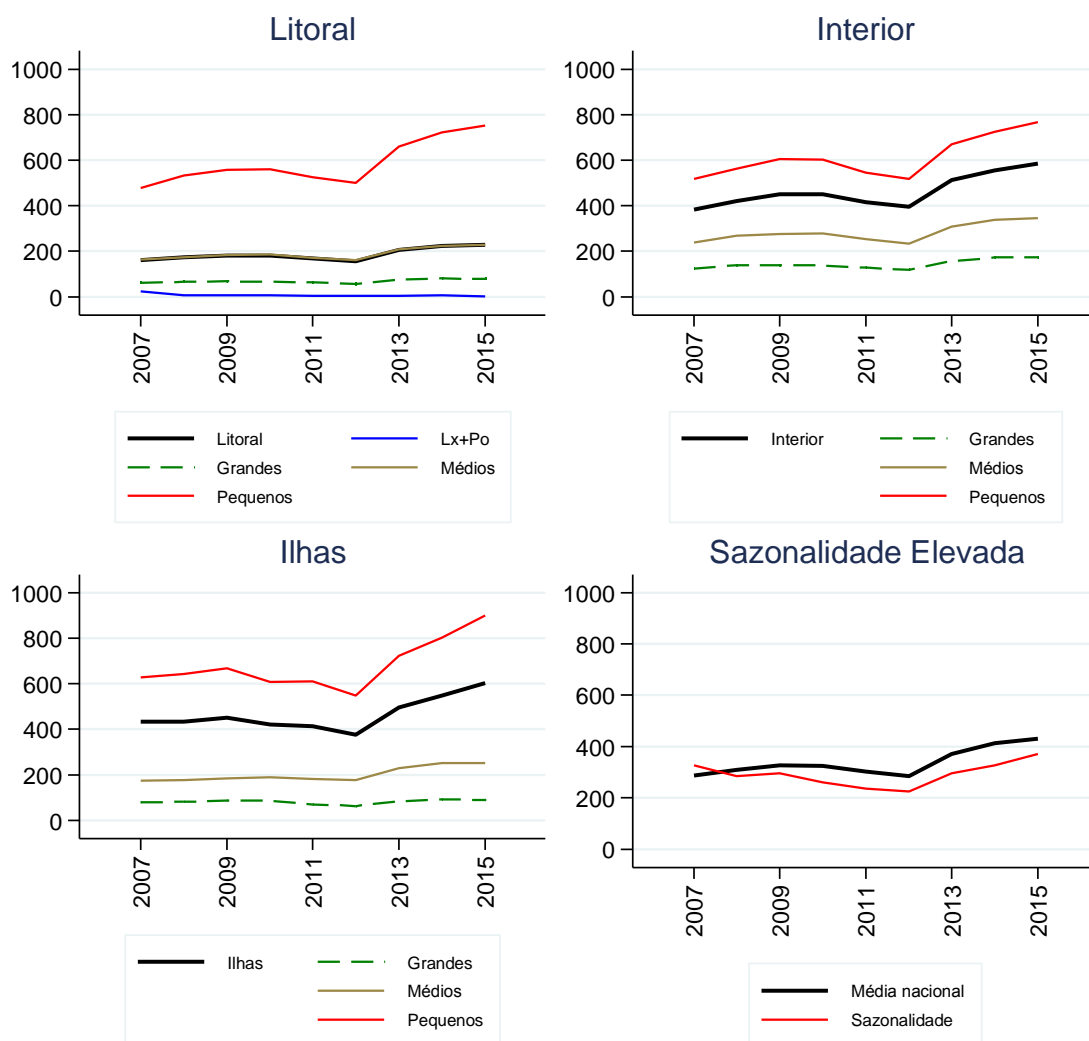 Litoral
1000
800
600
400
200
0
2007
2009
2011
2013
2015
Litoral
Lx+Po
Grandes
Médios
Pequenos
Interior
1000
800
600
400
200
0
2007
2009
2011
2013
2015
Interior
Grandes
Médios
Pequenos
Ilhas
1000
800
600
400
200
0
2007
2009
2011
2013
2015
Ilhas
Grandes
Médios
Pequenos
Sazonalidade Elevada
1000
800
600
400
200
0
2007
2009
2011
2013
2015
Média nacional
Sazonalidade